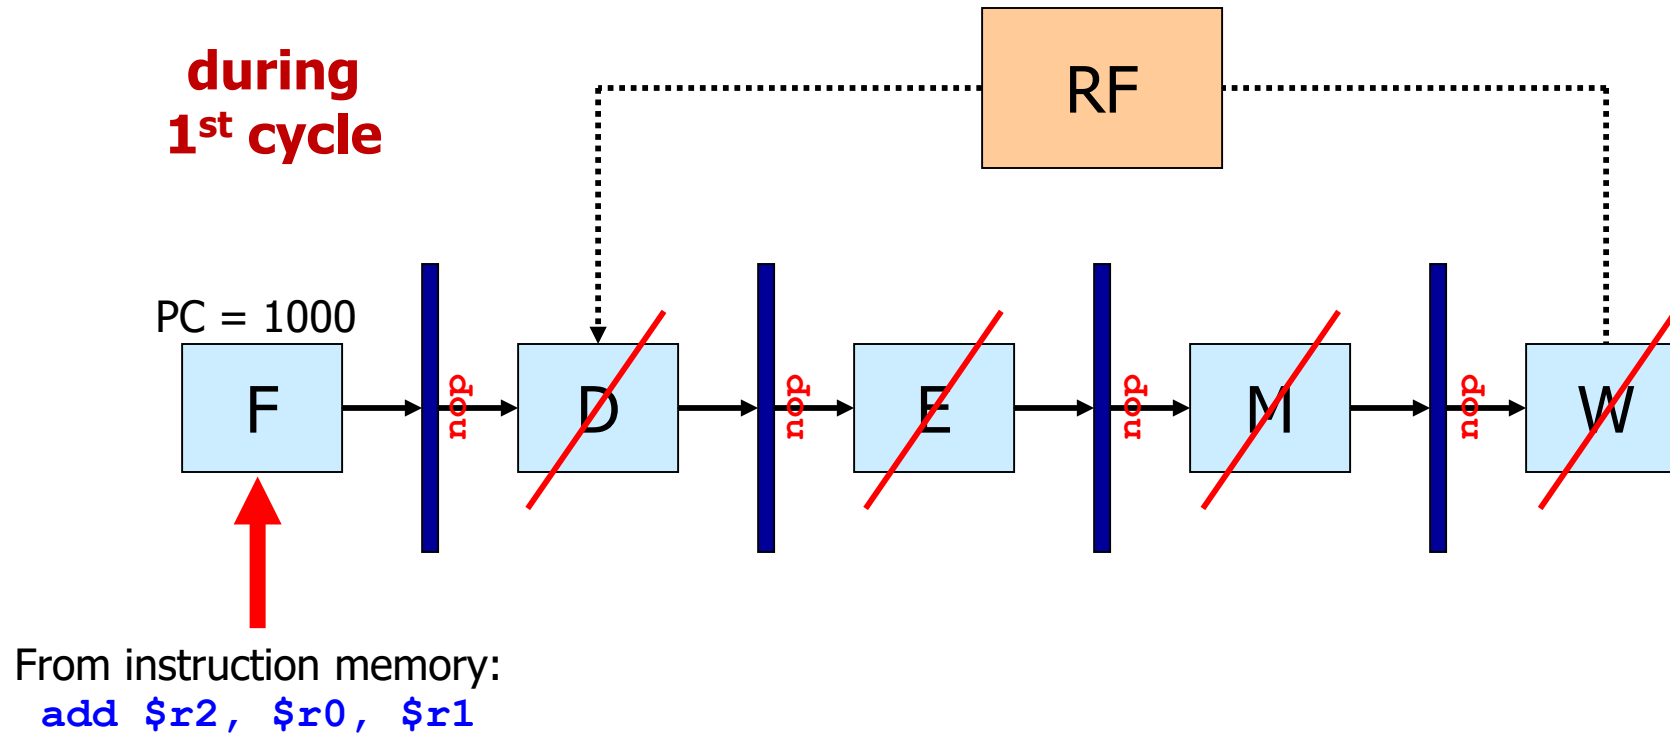 during
1st cycle
RF
PC = 1000
F
nop
D
nop
E
nop
M
nop
W
From instruction memory:
add $r2, $r0, $r1